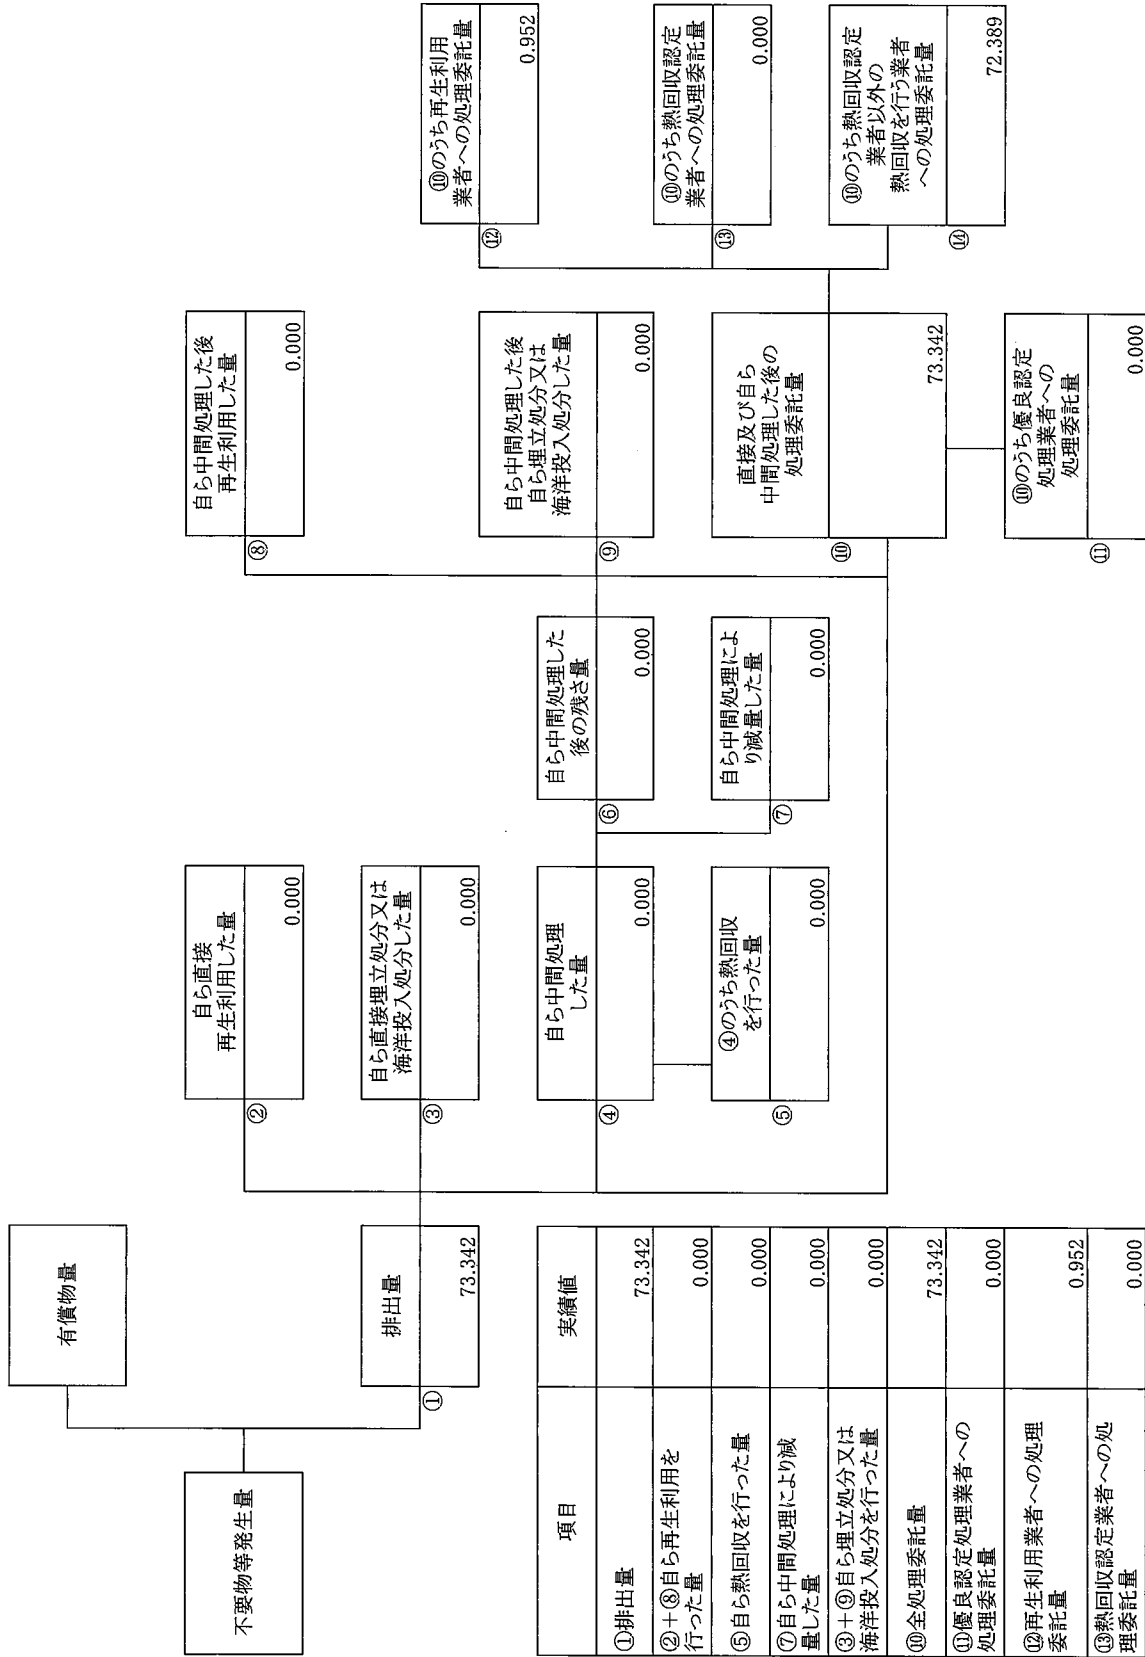 有償物量
不要物等発生量
排出量
①
73.342
自ら直接
再生利用した量
②
0.000
自ら直接埋立処分又は
海洋投入処分した量
③
0.000
自ら中間処理
した量
④
0.000
④のうち熱回収
を行った量
⑤
0.000
自ら中間処理した
後の残さ量
⑥
0.000
自ら中間処理によ
り減量した量
⑦
0.000
自ら中間処理した後
再生利用した量
⑧
0.000
自ら中間処理した後
自ら埋立処分又は
海洋投入処分した量
⑨
0.000
直接及び自ら
中間処理した後の
処理委託量
⑩
73.342
⑩のうち優良認定
処理業者への
処理委託量
⑪
0.000
⑩のうち再生利用
業者への処理委託量
⑫
0.952
⑩のうち熱回収認定
業者への処理委託量
⑬
0.000
⑩のうち熱回収認定
業者以外の
熱回収を行う業者
への処理委託量
⑭
72.389
項目
実績値
①排出量
73.342
②+⑧自ら再生利用を
行った量
0.000
⑤自ら熱回収を行った量
0.000
⑦自ら中間処理により減
量した量
0.000
③+⑨自ら埋立処分又は
海洋投入処分を行った量
0.000
⑩全処理委託量
73.342
⑪優良認定処理業者への
処理委託量
0.000
⑫再生利用業者への処理
委託量
0.952
⑬熱回収認定業者への処
理委託量
0.000